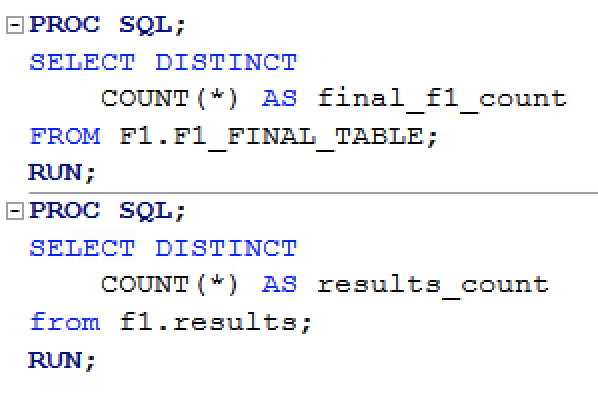 PROC SQL;
SELECT DISTINCT
COUNT(*) AS final_f1_count
FROM F1.F1_FINAL_TABLE;
RUN;
PROC SQL;
SELECT DISTINCT
COUNT(*) AS results_count
from f1.results;
RUN;